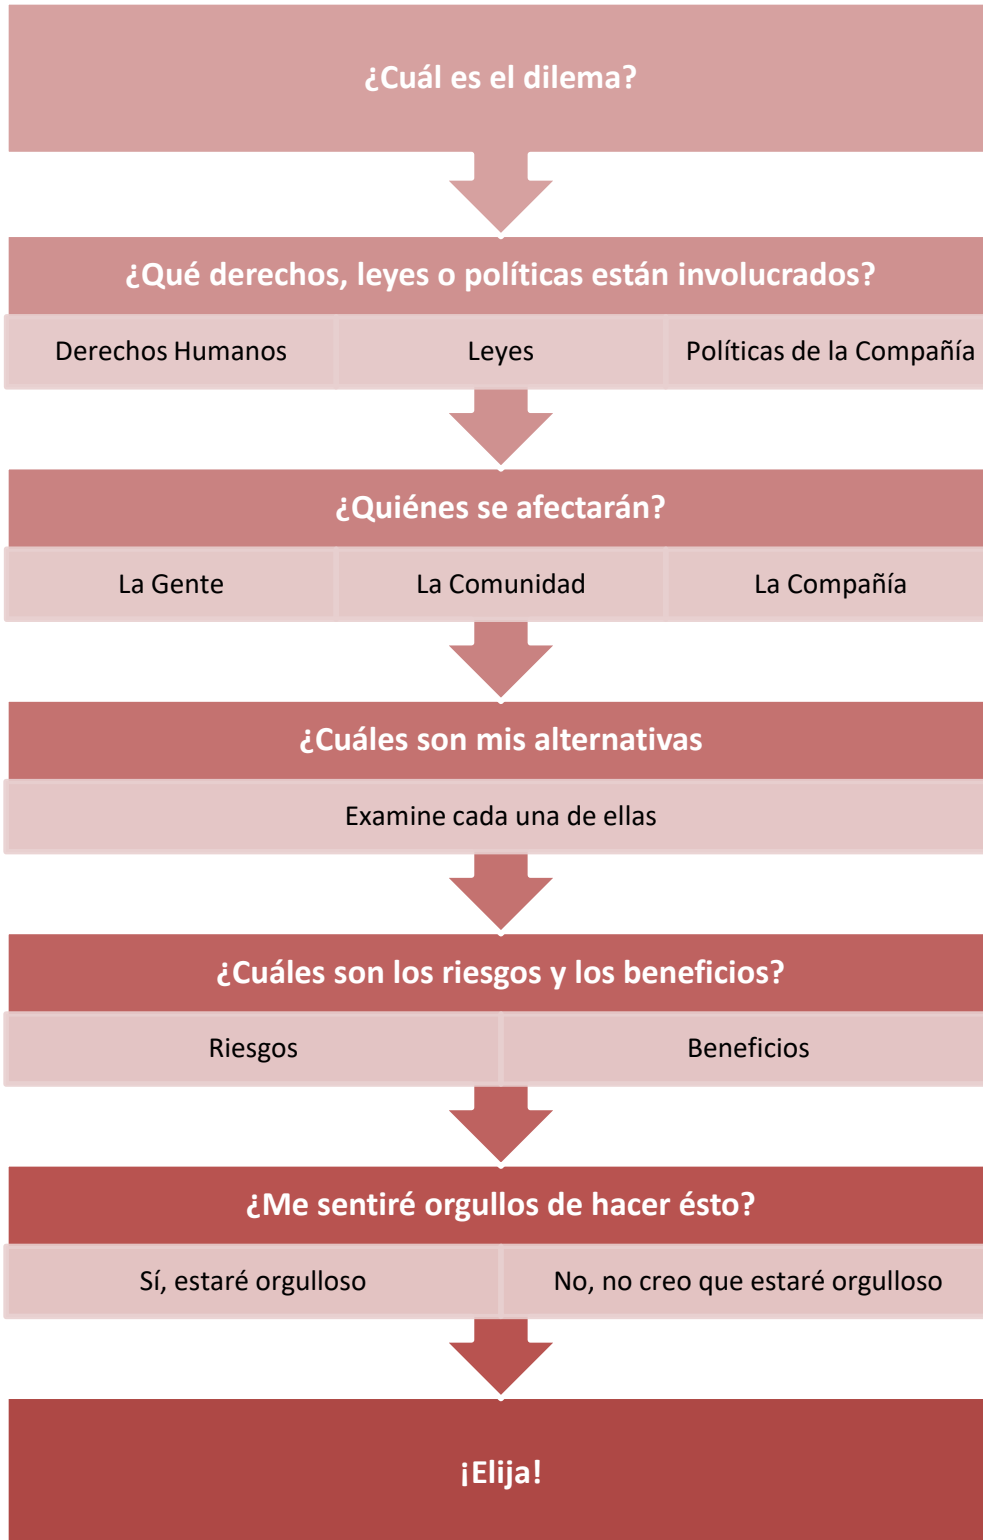 ¿Cuál es el dilema?
¿Qué derechos, leyes o políticas están involucrados?
Derechos Humanos
Leyes
Políticas de la Compañía
¿Quiénes se afectarán?
La Gente
La Comunidad
La Compañía
¿Cuáles son mis alternativas
Examine cada una de ellas
¿Cuáles son los riesgos y los beneficios?
Riesgos
Beneficios
¿Me sentiré orgullos de hacer ésto?
Sí, estaré orgulloso
No, no creo que estaré orgulloso
¡Elija!